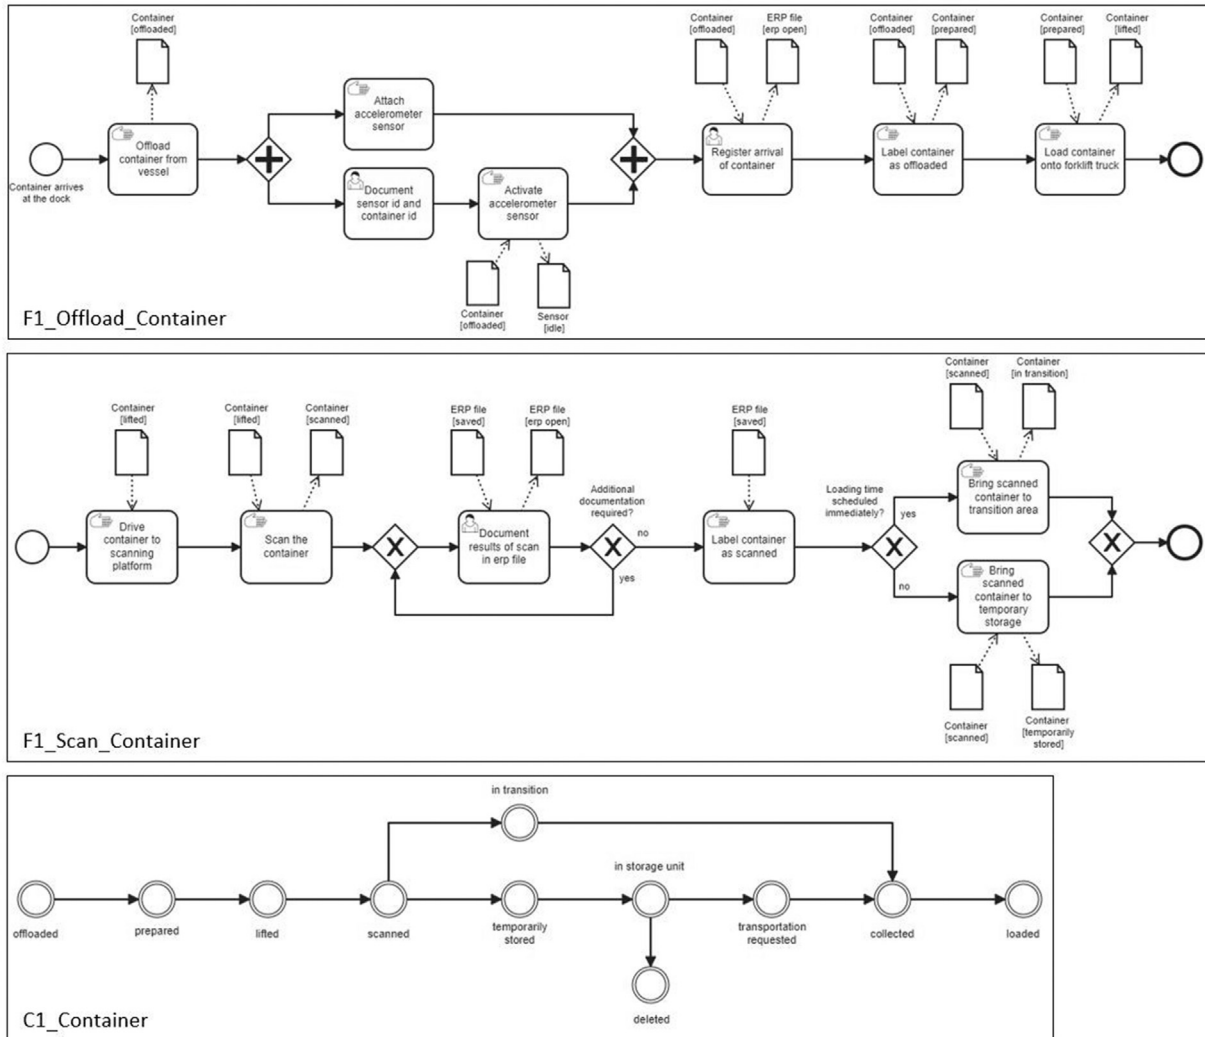 Container
[offloaded]
Container
[offloaded]
ERP file
[erp open]
Container
[offloaded]
Container
[prepared]
Container
[prepared]
Container
[lifted]
Attach
accelerometer
sensor
Container arrives
at the dock
Offload
container from
vessel
Register arrival
of container
Label container
as offloaded
Load container
onto forklift truck
Document
sensor id and
container id
Activate
accelerometer
sensor
Container
[offloaded]
Sensor
[idle]
F1_Offload_Container
Container
[scanned]
Container
[in transition]
Container
[lifted]
Container
[lifted]
Container
[scanned]
ERP file
[saved]
ERP file
[erp open]
ERP file
[saved]
Additional
documentation
required?
Loading time
scheduled
immediately?
yes
Bring scanned
container to
transition area
Drive
container to
scanning
platform
Scan the
container
Document
results of scan
in erp file
no
yes
Label container
as scanned
no
Bring
scanned
container to
temporary
storage
Container
[scanned]
Container
[temporarily
stored]
F1_Scan_Container
in transition
in storage unit
offloaded
prepared
lifted
scanned
temporarily
stored
transportation
requested
collected
loaded
deleted
C1_Container